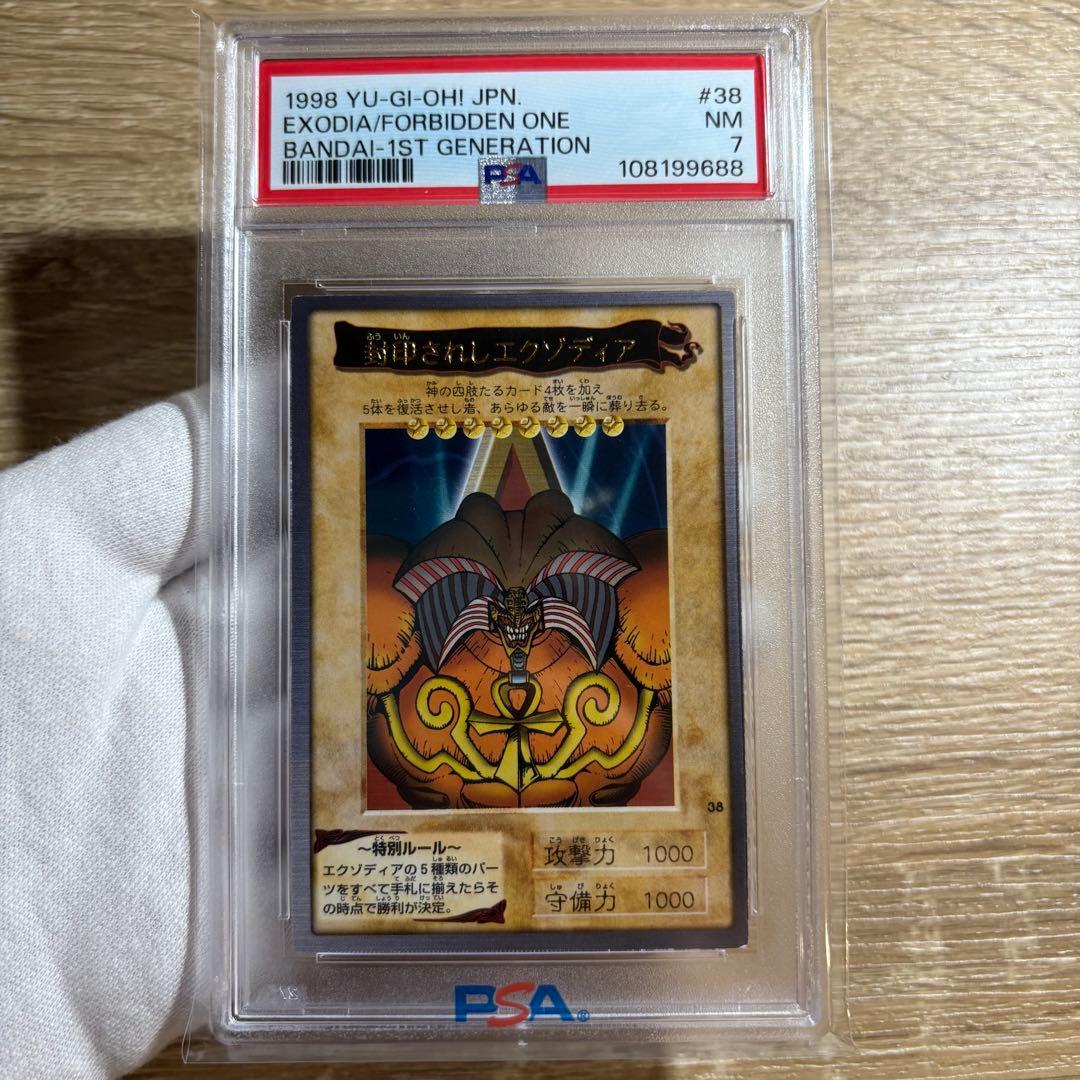 1998 YU-GI-OH! JPN.
#38
EXODIA/FORBIDDEN ONE
NM
BANDAI-1ST GENERATION
7
PSA
108199688
封印されしエクゾディア
神の四肢たるカード4枚を加え
5体を復活させし者、あらゆる敵を一瞬に葬り去る。
38
～特別ルール～
エクゾディアの5種類のパー
ツをすべて手札に揃えたらそ
の時点で勝利が決定。
攻撃力 1000
守備力 1000
PSA®